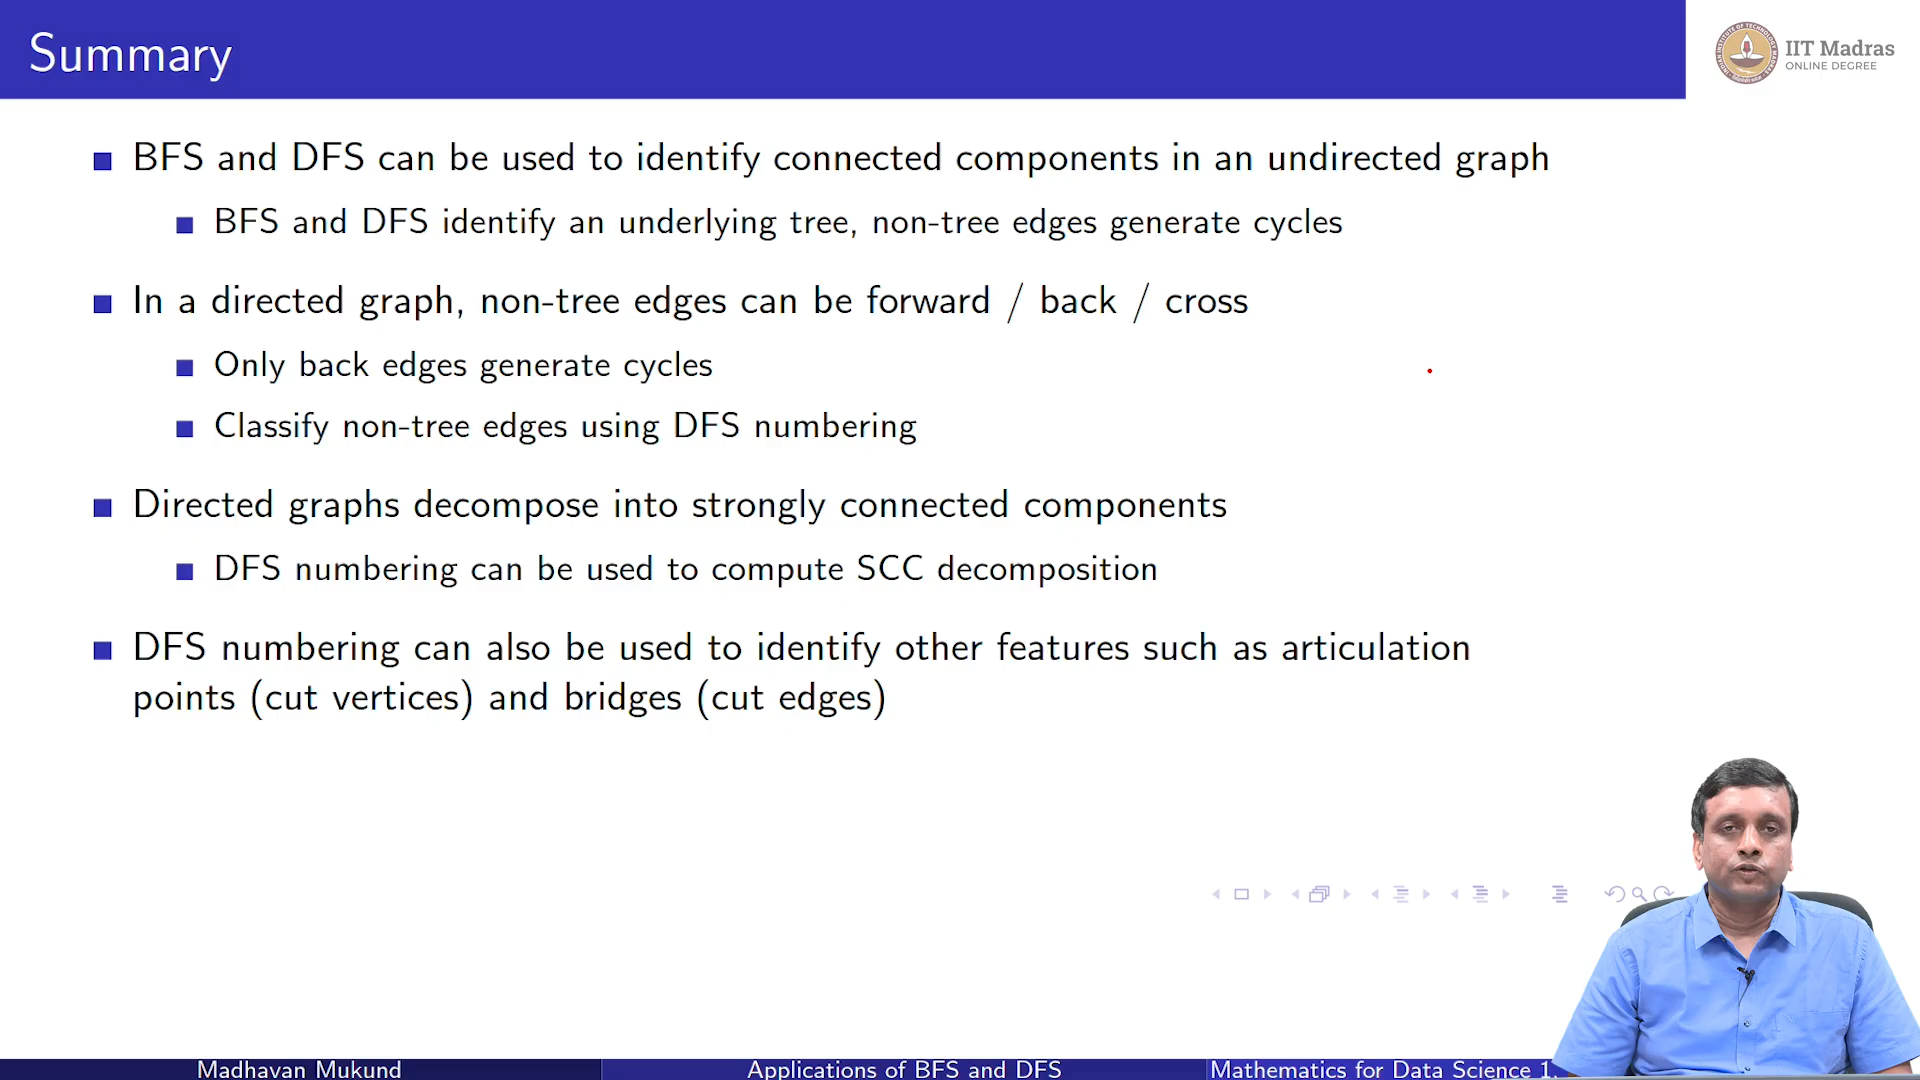 Summary
IIT Madras
ONLINE DEGREE
BFS and DFS can be used to identify connected components in an undirected graph
BFS and DFS identify an underlying tree, non-tree edges generate cycles
In a directed graph, non-tree edges can be forward / back / cross
Only back edges generate cycles
Classify non-tree edges using DFS numbering
Directed graphs decompose into strongly connected components
DFS numbering can be used to compute SCC decomposition
DFS numbering can also be used to identify other features such as articulation
points (cut vertices) and bridges (cut edges)
Madhavan Mukund
Applications of BFS and DFS
Mathematics for Data Science 1,